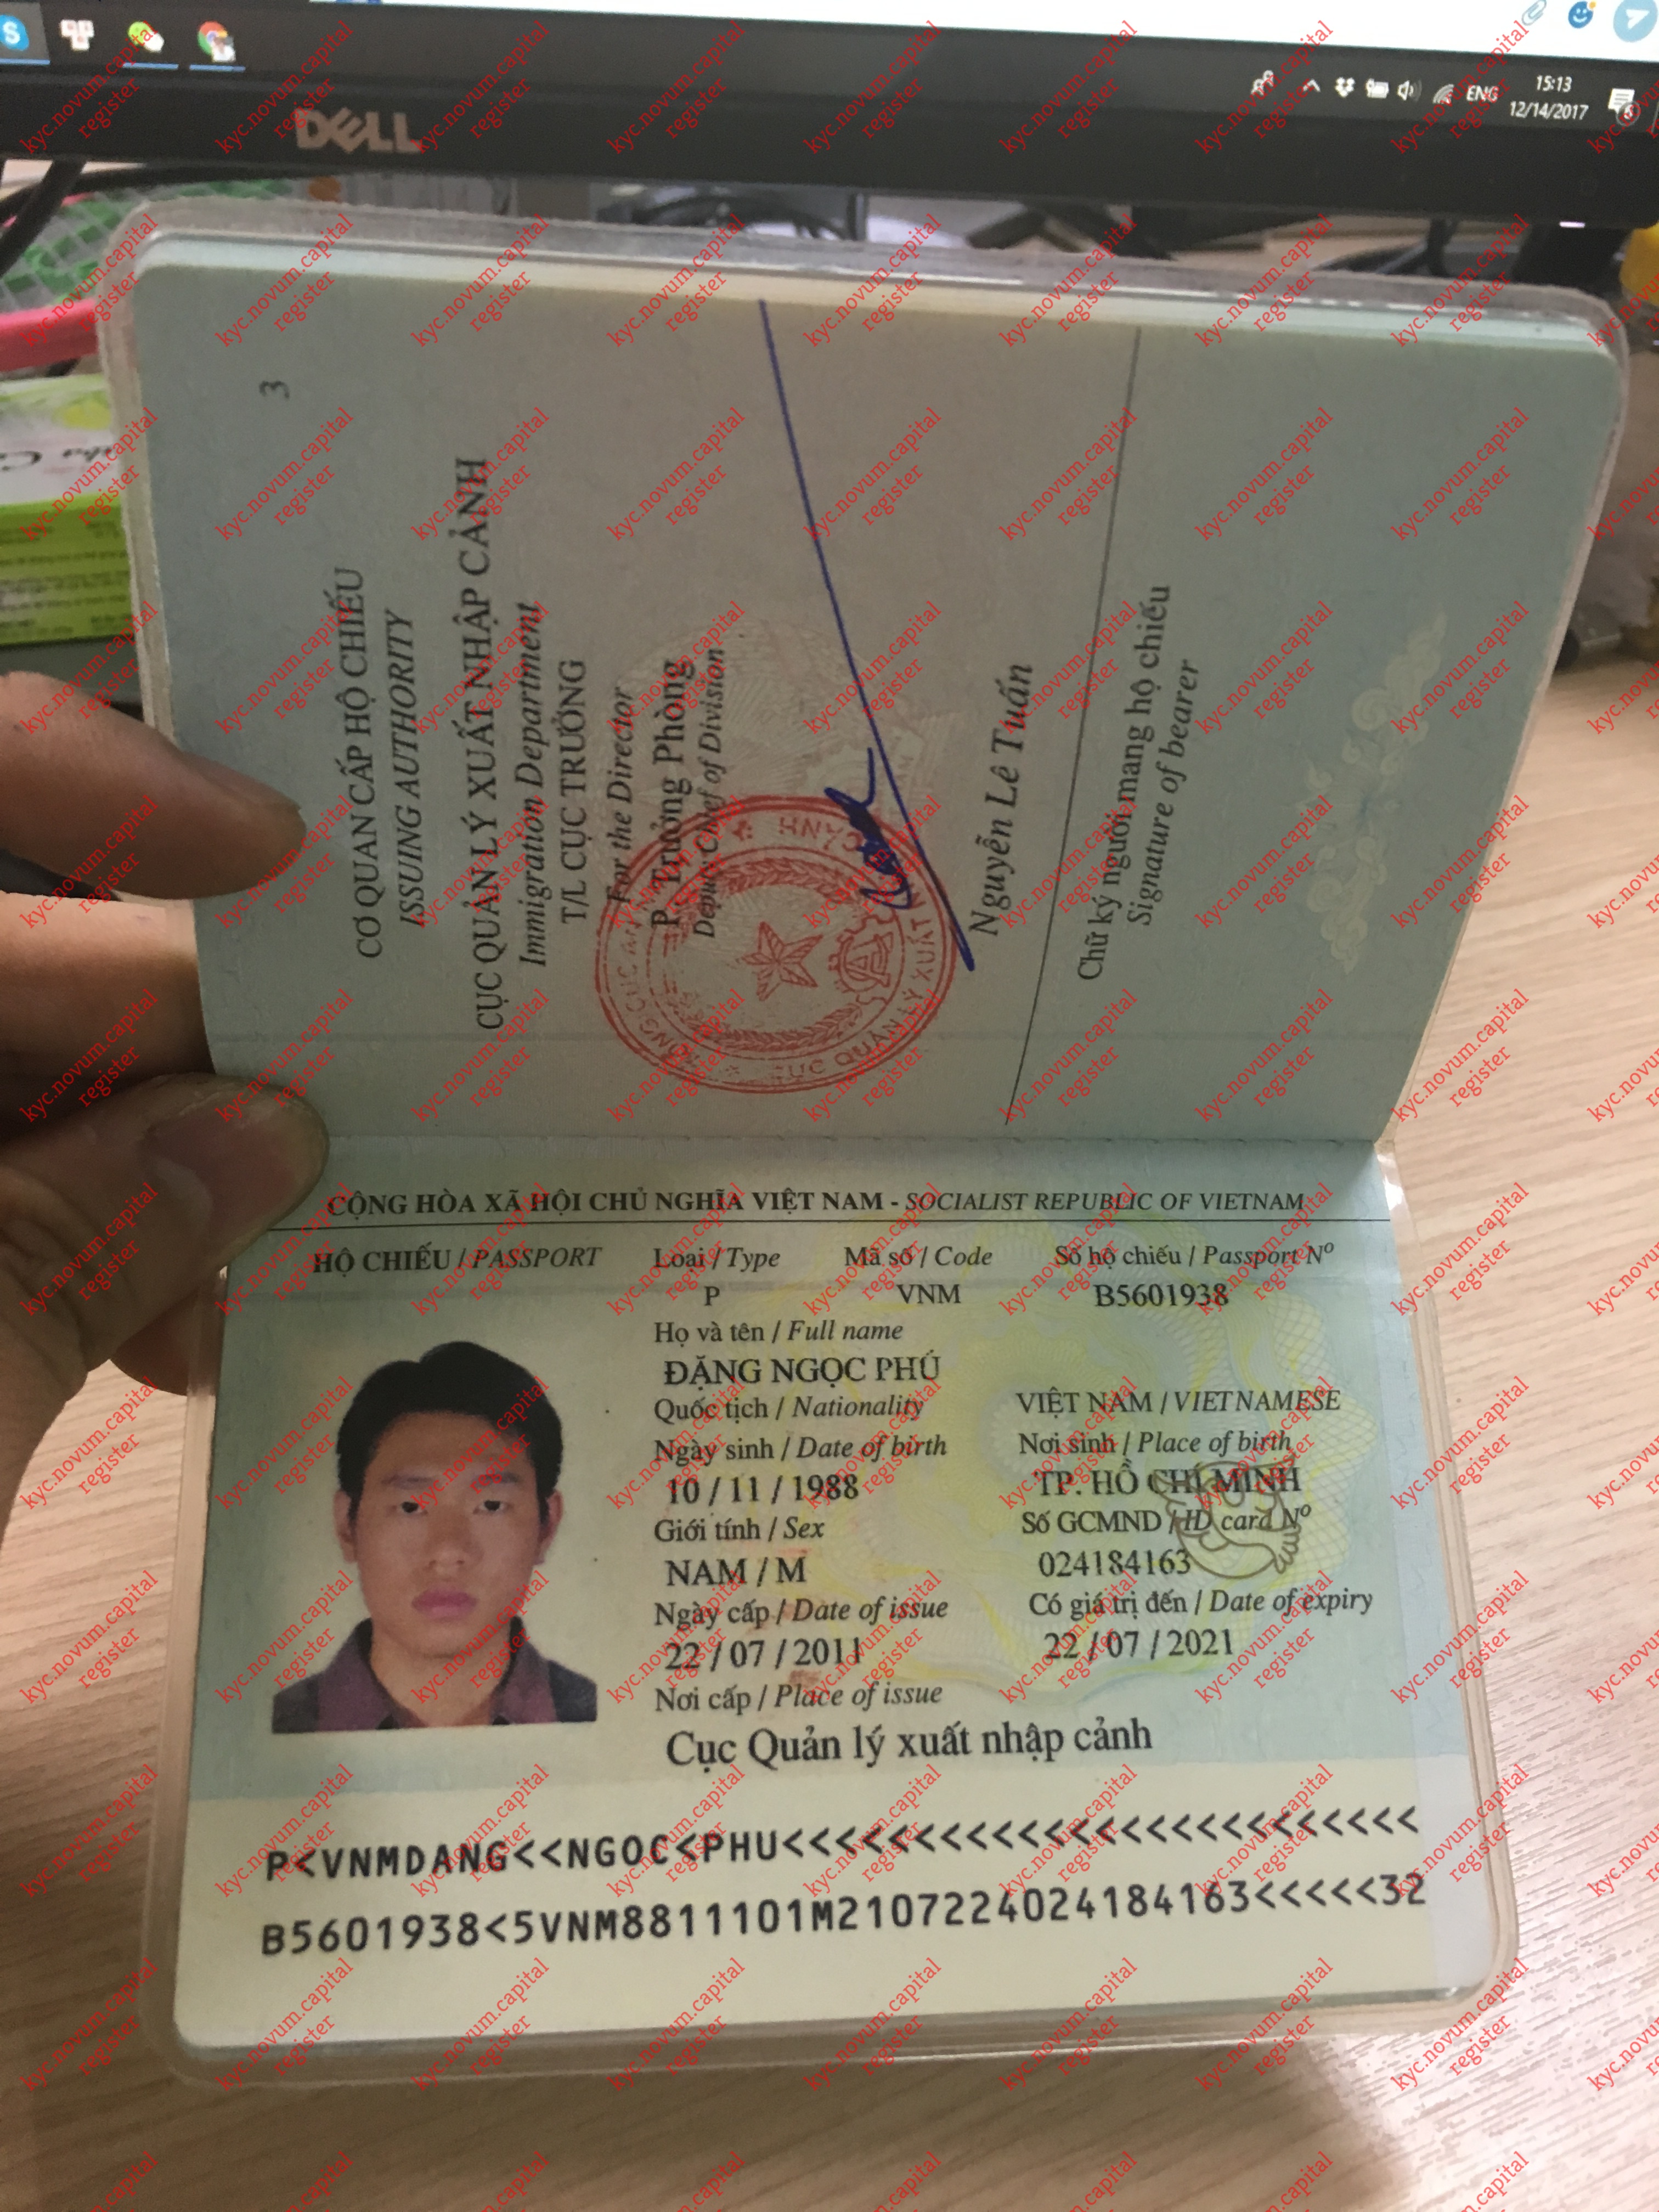 15:13
ENG
12/14/2017
DELL
3
CƠ QUAN CẤP HỘ CHIẾU
ISSUING AUTHORITY
CỤC QUẢN LÝ XUẤT NHẬP CẢNH
Immigration Department
T/L CỤC TRƯỞNG
For the Director
P. Trưởng Phòng
Deputy Chief of Division
CỤC QUẢN LÝ XUẤT
CẢNH
Nguyễn Lê Tuấn
Chữ ký người mang hộ chiếu
Signature of bearer
CỘNG HÒA XÃ HỘI CHỦ NGHĨA VIỆT NAM - SOCIALIST REPUBLIC OF VIETNAM
HỘ CHIẾU / PASSPORT Loại / Type Mã số / Code Số hộ chiếu / Passport Nº
P VNM B5601938
Họ và tên / Full name
ĐẶNG NGỌC PHÚ
Quốc tịch / Nationality VIỆT NAM / VIETNAMESE
Ngày sinh / Date of birth Nơi sinh / Place of birth
10 / 11 / 1988 TP. HỒ CHÍ MINH
Giới tính / Sex Số GCMND / ID card Nº
NAM / M 024184163
Ngày cấp / Date of issue Có giá trị đến / Date of expiry
22 / 07 / 2011 22 / 07 / 2021
Nơi cấp / Place of issue
Cục Quản lý xuất nhập cảnh
P<VNMDANG<<NGOC<PHU<<<<<<<<<<<<<<<<<<<<<<<<<
B5601938<5VNM8811101M2107224024184163<<<<<32
kyc.novum.capital
register